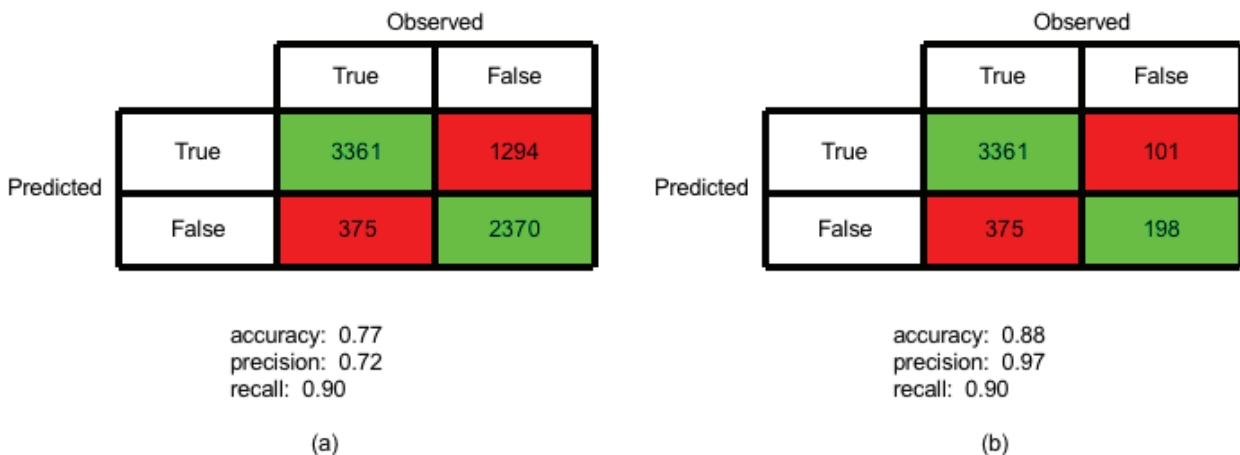 Observed Observed
True False True False
True 3361 1294 True 3361 101
Predicted Predicted
False 375 2370 False 375 198
accuracy: 0.77 accuracy: 0.88
precision: 0.72 precision: 0.97
recall: 0.90 recall: 0.90
(a) (b)